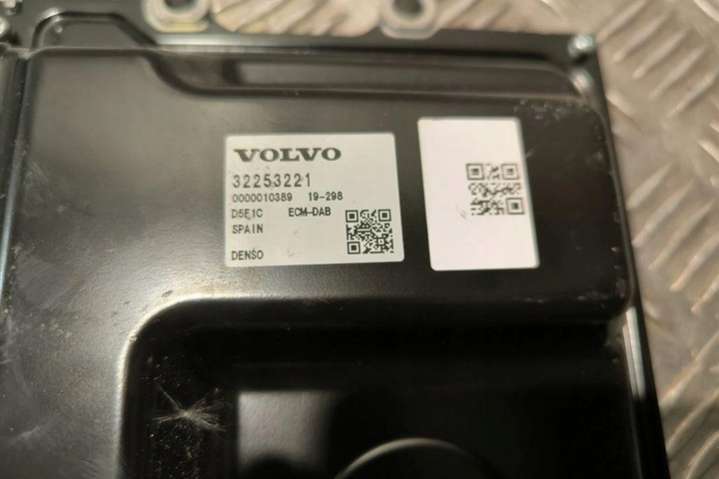 VOLVO
32253221
0000010389 19-298
D5E1C ECM-DAB
SPAIN
DENSO